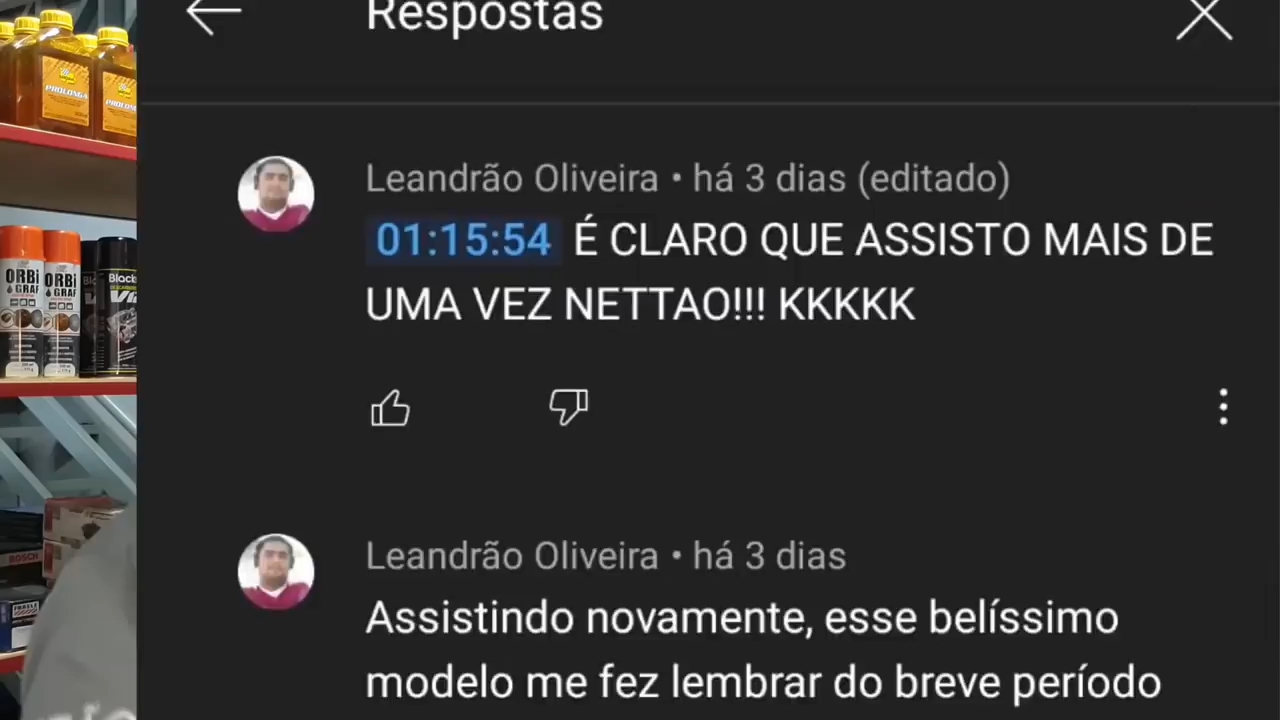 Respostas
Leandrão Oliveira • há 3 dias (editado)
01:15:54 É CLARO QUE ASSISTO MAIS DE
UMA VEZ NETTAO!!! KKKKK
Leandrão Oliveira • há 3 dias
Assistindo novamente, esse belíssimo
modelo me fez lembrar do breve período
PROLONGA
ORBi
GRAF
ORBi
GRAF
Black
BOSCH
FRASLE